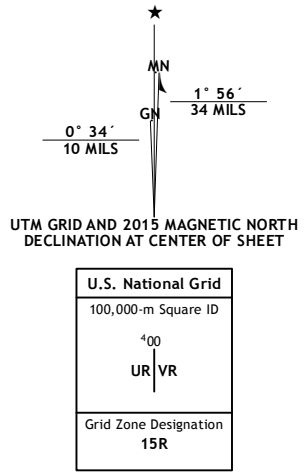 ★
MN
1° 56´
34 MILS
GN
0° 34´
10 MILS
UTM GRID AND 2015 MAGNETIC NORTH
DECLINATION AT CENTER OF SHEET
U.S. National Grid
100,000-m Square ID
⁴00
UR VR
Grid Zone Designation
15R